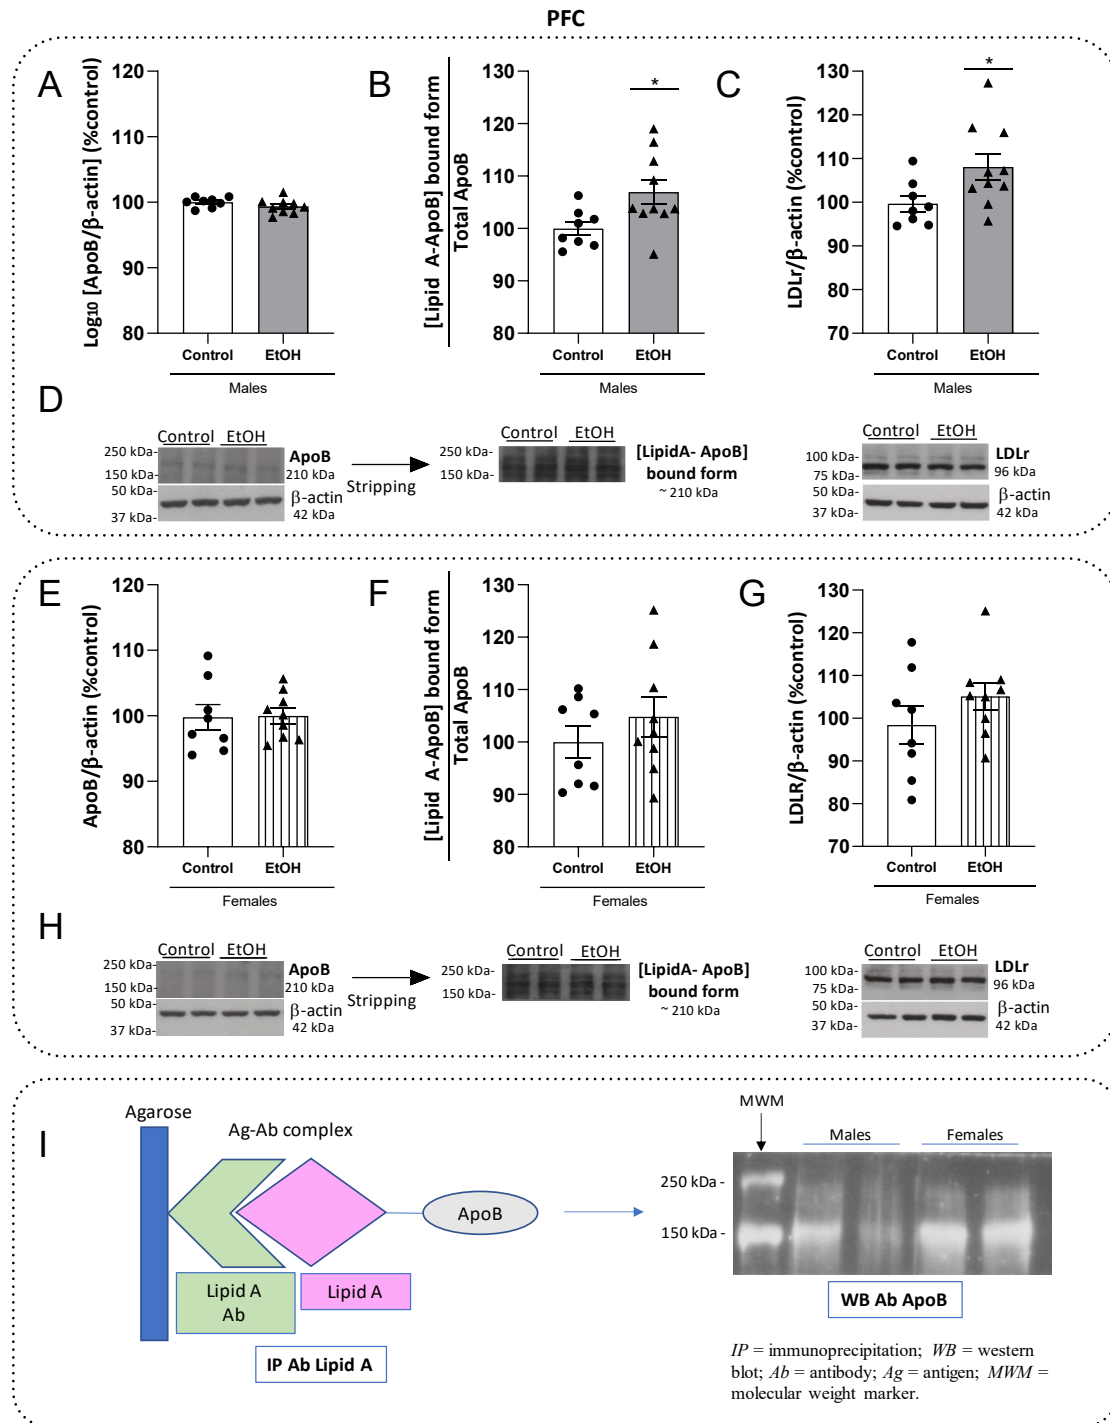 PFC
A
Log10 [ApoB/β-actin] (%control)
120
110
100
90
80
Control
EtOH
Males
B
[Lipid A-ApoB] bound form
Total ApoB
130
120
110
100
90
80
*
Control
EtOH
Males
C
LDLr/β-actin (%control)
130
120
110
100
90
80
70
*
Control
EtOH
Males
D
Control EtOH
250 kDa-
150 kDa-
50 kDa-
37 kDa-
ApoB
210 kDa
β-actin
42 kDa
Stripping
Control EtOH
250 kDa-
150 kDa-
[LipidA- ApoB]
bound form
~ 210 kDa
Control EtOH
100 kDa-
75 kDa-
50 kDa-
37 kDa-
LDLr
96 kDa
β-actin
42 kDa
E
ApoB/β-actin (%control)
120
110
100
90
80
Control
EtOH
Females
F
[Lipid A-ApoB] bound form
Total ApoB
130
120
110
100
90
80
Control
EtOH
Females
G
LDLR/β-actin (%control)
130
120
110
100
90
80
70
Control
EtOH
Females
H
Control EtOH
250 kDa-
150 kDa-
50 kDa-
37 kDa-
ApoB
210 kDa
β-actin
42 kDa
Stripping
Control EtOH
250 kDa-
150 kDa-
[LipidA- ApoB]
bound form
~ 210 kDa
Control EtOH
100 kDa-
75 kDa-
50 kDa-
37 kDa-
LDLr
96 kDa
β-actin
42 kDa
I
Agarose
Ag-Ab complex
ApoB
Lipid A
Ab
Lipid A
IP Ab Lipid A
MWM
Males
Females
250 kDa -
150 kDa -
WB Ab ApoB
IP = immunoprecipitation; WB = western
blot; Ab = antibody; Ag = antigen; MWM =
molecular weight marker.